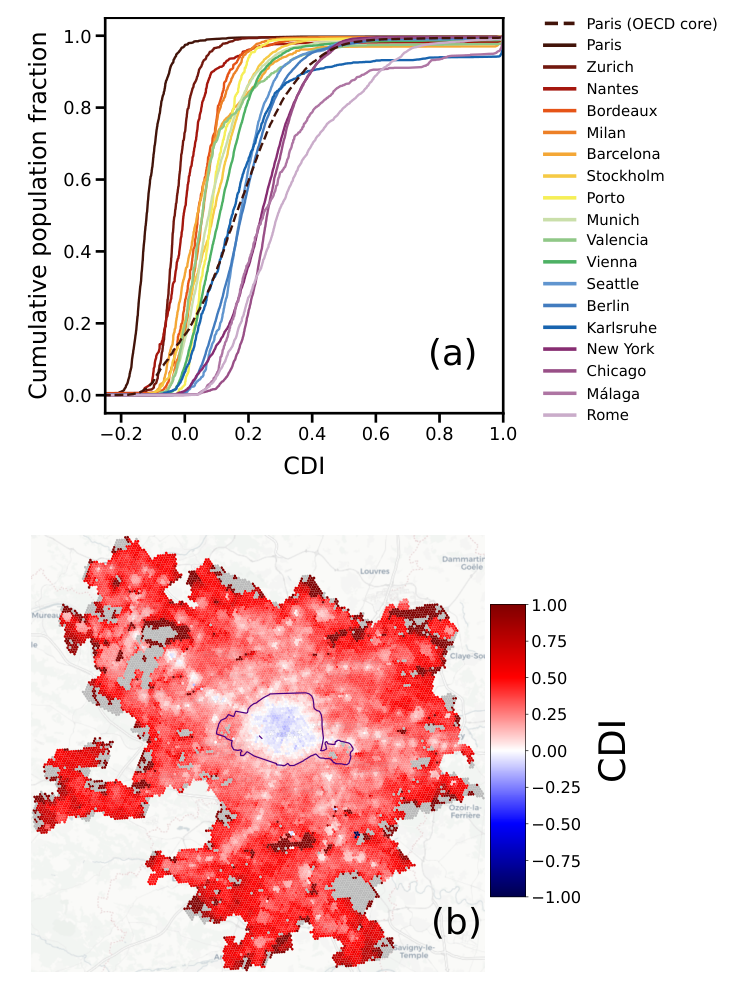 1.0
0.8
0.6
0.4
0.2
0.0
Cumulative population fraction
−0.2
0.0
0.2
0.4
0.6
0.8
1.0
CDI
(a)
Paris (OECD core)
Paris
Zurich
Nantes
Bordeaux
Milan
Barcelona
Stockholm
Porto
Munich
Valencia
Vienna
Seattle
Berlin
Karlsruhe
New York
Chicago
Málaga
Rome
Dammartin
Goële
Louvres
Mureau
Claye-Sou
Ozoir-la-
Ferrière
Savigny-le-
Temple
(b)
1.00
0.75
0.50
0.25
0.00
−0.25
−0.50
−0.75
−1.00
CDI